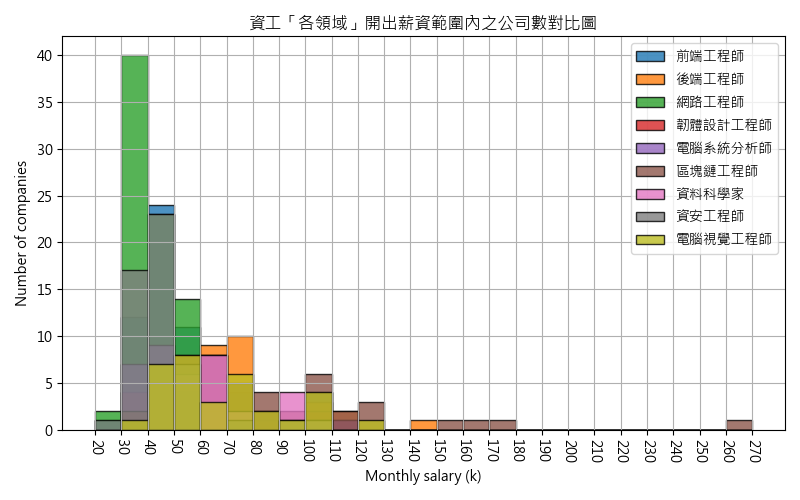 資工「各領域」開出薪資範圍內之公司數對比圖
Number of companies
40
35
30
25
20
15
10
5
0
前端工程師
後端工程師
網路工程師
韌體設計工程師
電腦系統分析師
區塊鏈工程師
資料科學家
資安工程師
電腦視覺工程師
20 30 40 50 60 70 80 90 100 110 120 130 140 150 160 170 180 190 200 210 220 230 240 250 260 270
Monthly salary (k)